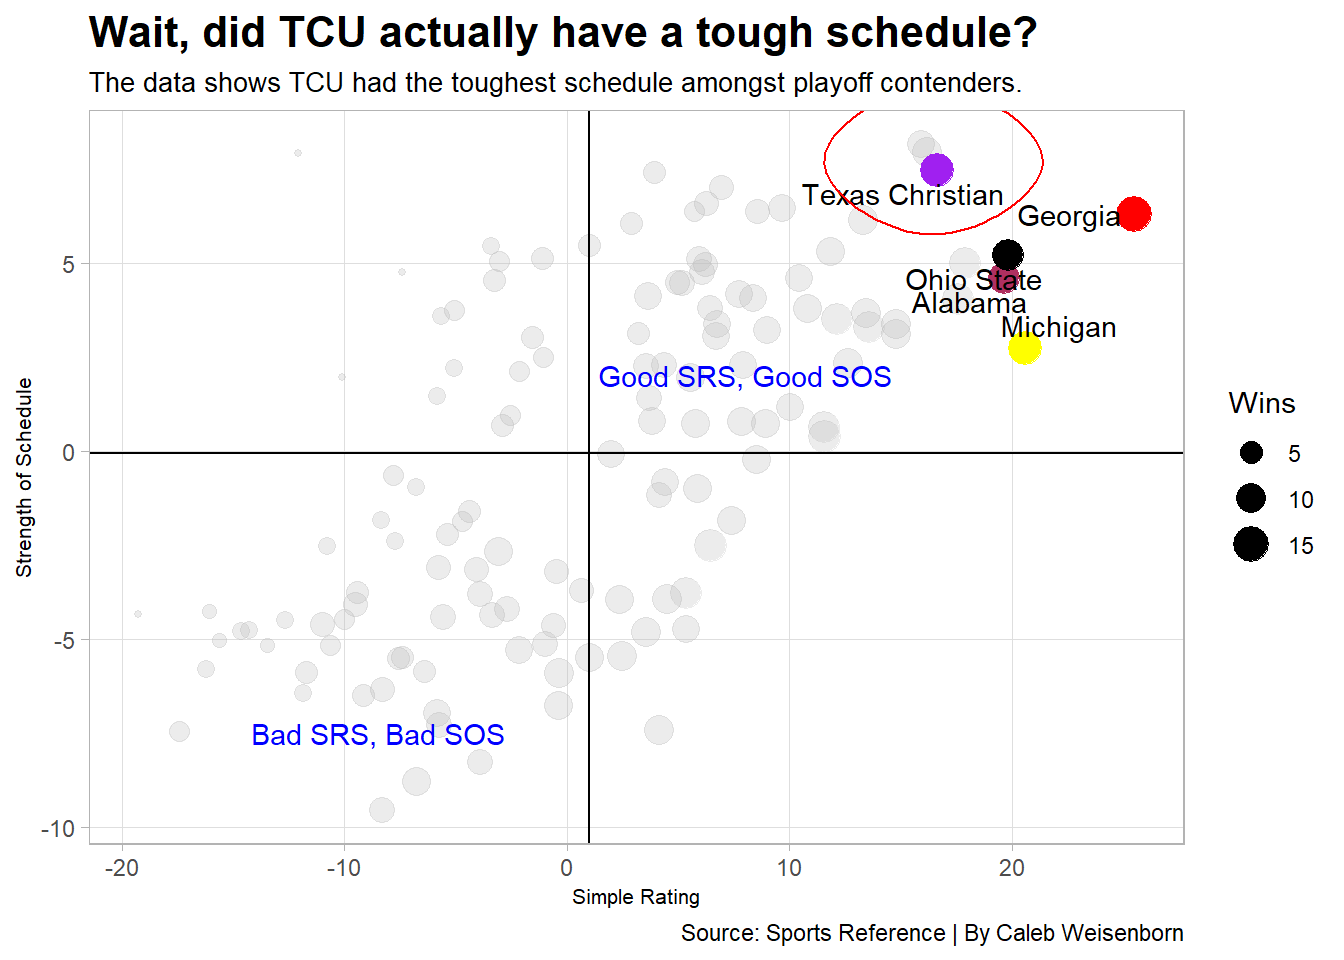 Wait, did TCU actually have a tough schedule?
The data shows TCU had the toughest schedule amongst playoff contenders.
Texas Christian
Georgia
Ohio State
Alabama
Michigan
Good SRS, Good SOS
Bad SRS, Bad SOS
5
0
-5
-10
Strength of Schedule
-20
-10
0
10
20
Simple Rating
Wins
5
10
15
Source: Sports Reference | By Caleb Weisenborn